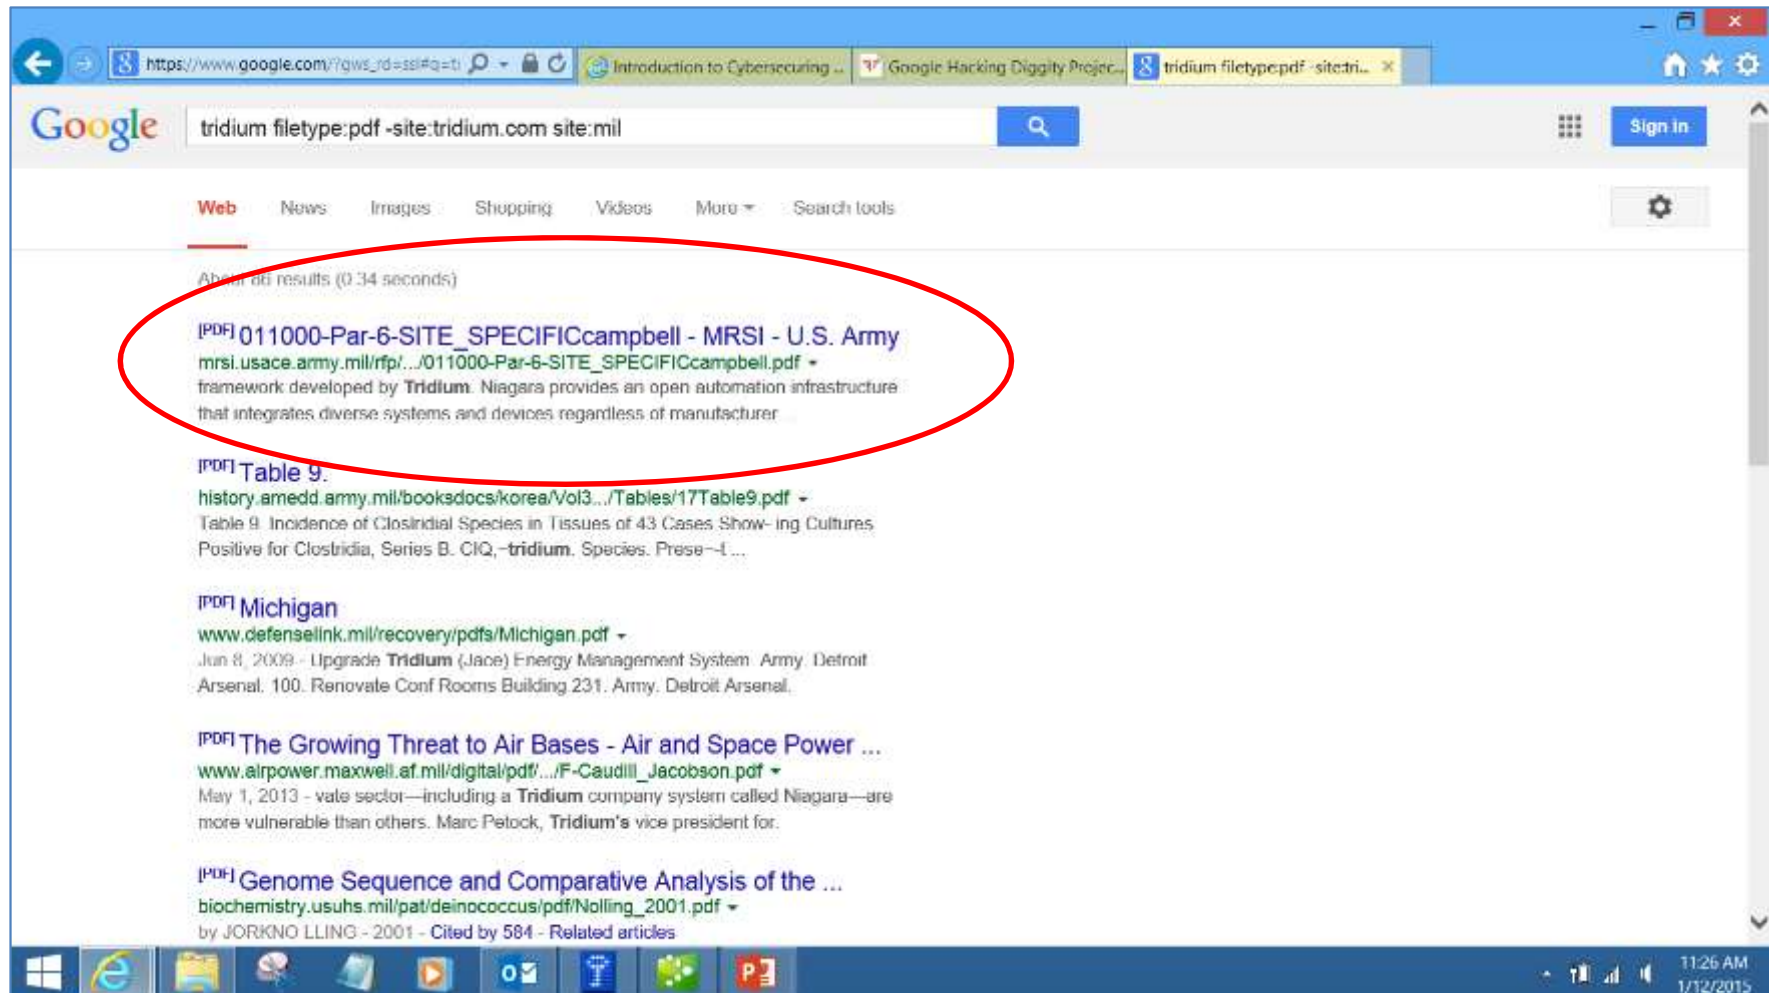 https://www.google.com/?gws_rd=ssl#q=ti
Introduction to Cybersecuring ...
Google Hacking Diggity Projec...
tridium filetype:pdf -site:tri...
Google
tridium filetype:pdf -site:tridium.com site:mil
Sign in
Web News Images Shopping Videos More Search tools
About 86 results (0.34 seconds)
[PDF] 011000-Par-6-SITE_SPECIFICcampbell - MRSI - U.S. Army
mrsi.usace.army.mil/rfp/.../011000-Par-6-SITE_SPECIFICcampbell.pdf
framework developed by Tridium. Niagara provides an open automation infrastructure
that integrates diverse systems and devices regardless of manufacturer ...
[PDF] Table 9.
history.amedd.army.mil/booksdocs/korea/Vol3.../Tables/17Table9.pdf
Table 9. Incidence of Closlridial Species in Tissues of 43 Cases Show- ing Cultures
Positive for Clostridia, Series B. CIQ,~tridium. Species. Prese~-t ...
[PDF] Michigan
www.defenselink.mil/recovery/pdfs/Michigan.pdf
Jun 8, 2009 - Upgrade Tridium (Jace) Energy Management System. Army. Detroit
Arsenal. 100. Renovate Conf Rooms Building 231. Army. Detroit Arsenal.
[PDF] The Growing Threat to Air Bases - Air and Space Power ...
www.airpower.maxwell.af.mil/digital/pdf/.../F-Caudill_Jacobson.pdf
May 1, 2013 - vate sector—including a Tridium company system called Niagara—are
more vulnerable than others. Marc Petock, Tridium's vice president for.
[PDF] Genome Sequence and Comparative Analysis of the ...
biochemistry.usuhs.mil/pat/deinococcus/pdf/Nolling_2001.pdf
by JORKNO LLING - 2001 - Cited by 584 - Related articles
11:26 AM
1/12/2015